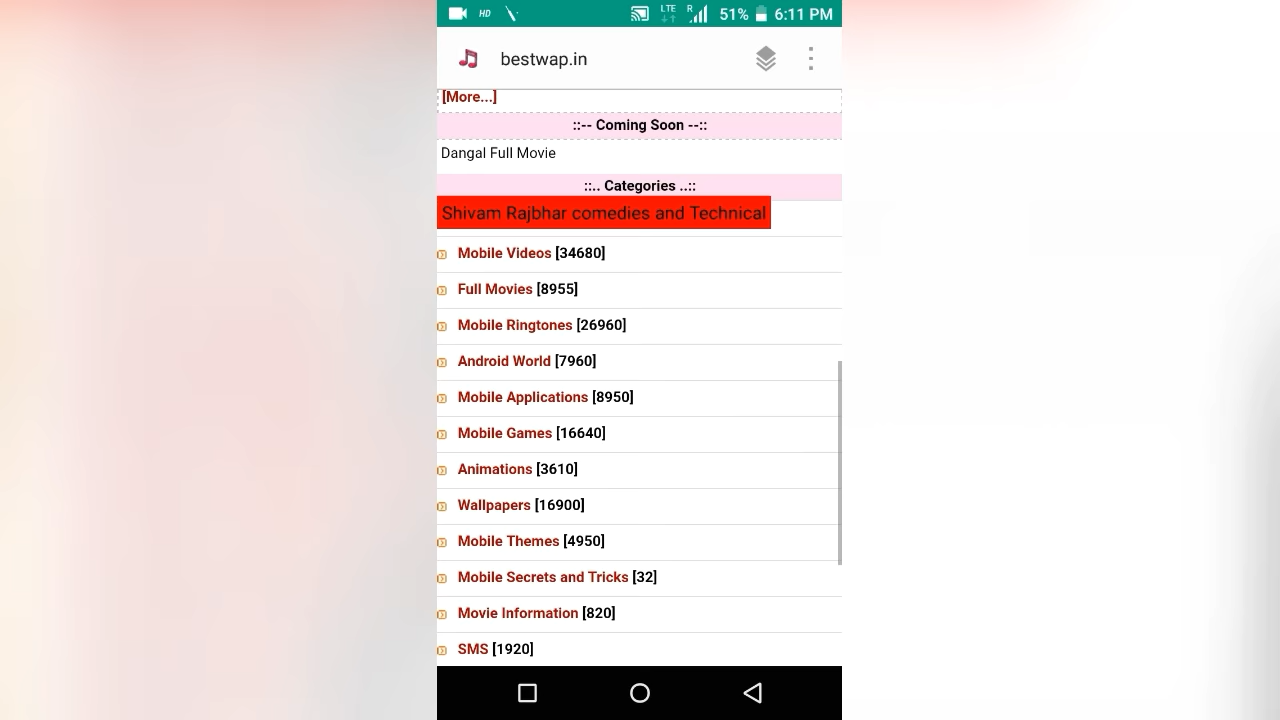 HD LTE R 51% 6:11 PM
bestwap.in
[More...]
::-- Coming Soon --::
Dangal Full Movie
::.. Categories ..::
Shivam Rajbhar comedies and Technical
Mobile Videos [34680]
Full Movies [8955]
Mobile Ringtones [26960]
Android World [7960]
Mobile Applications [8950]
Mobile Games [16640]
Animations [3610]
Wallpapers [16900]
Mobile Themes [4950]
Mobile Secrets and Tricks [32]
Movie Information [820]
SMS [1920]